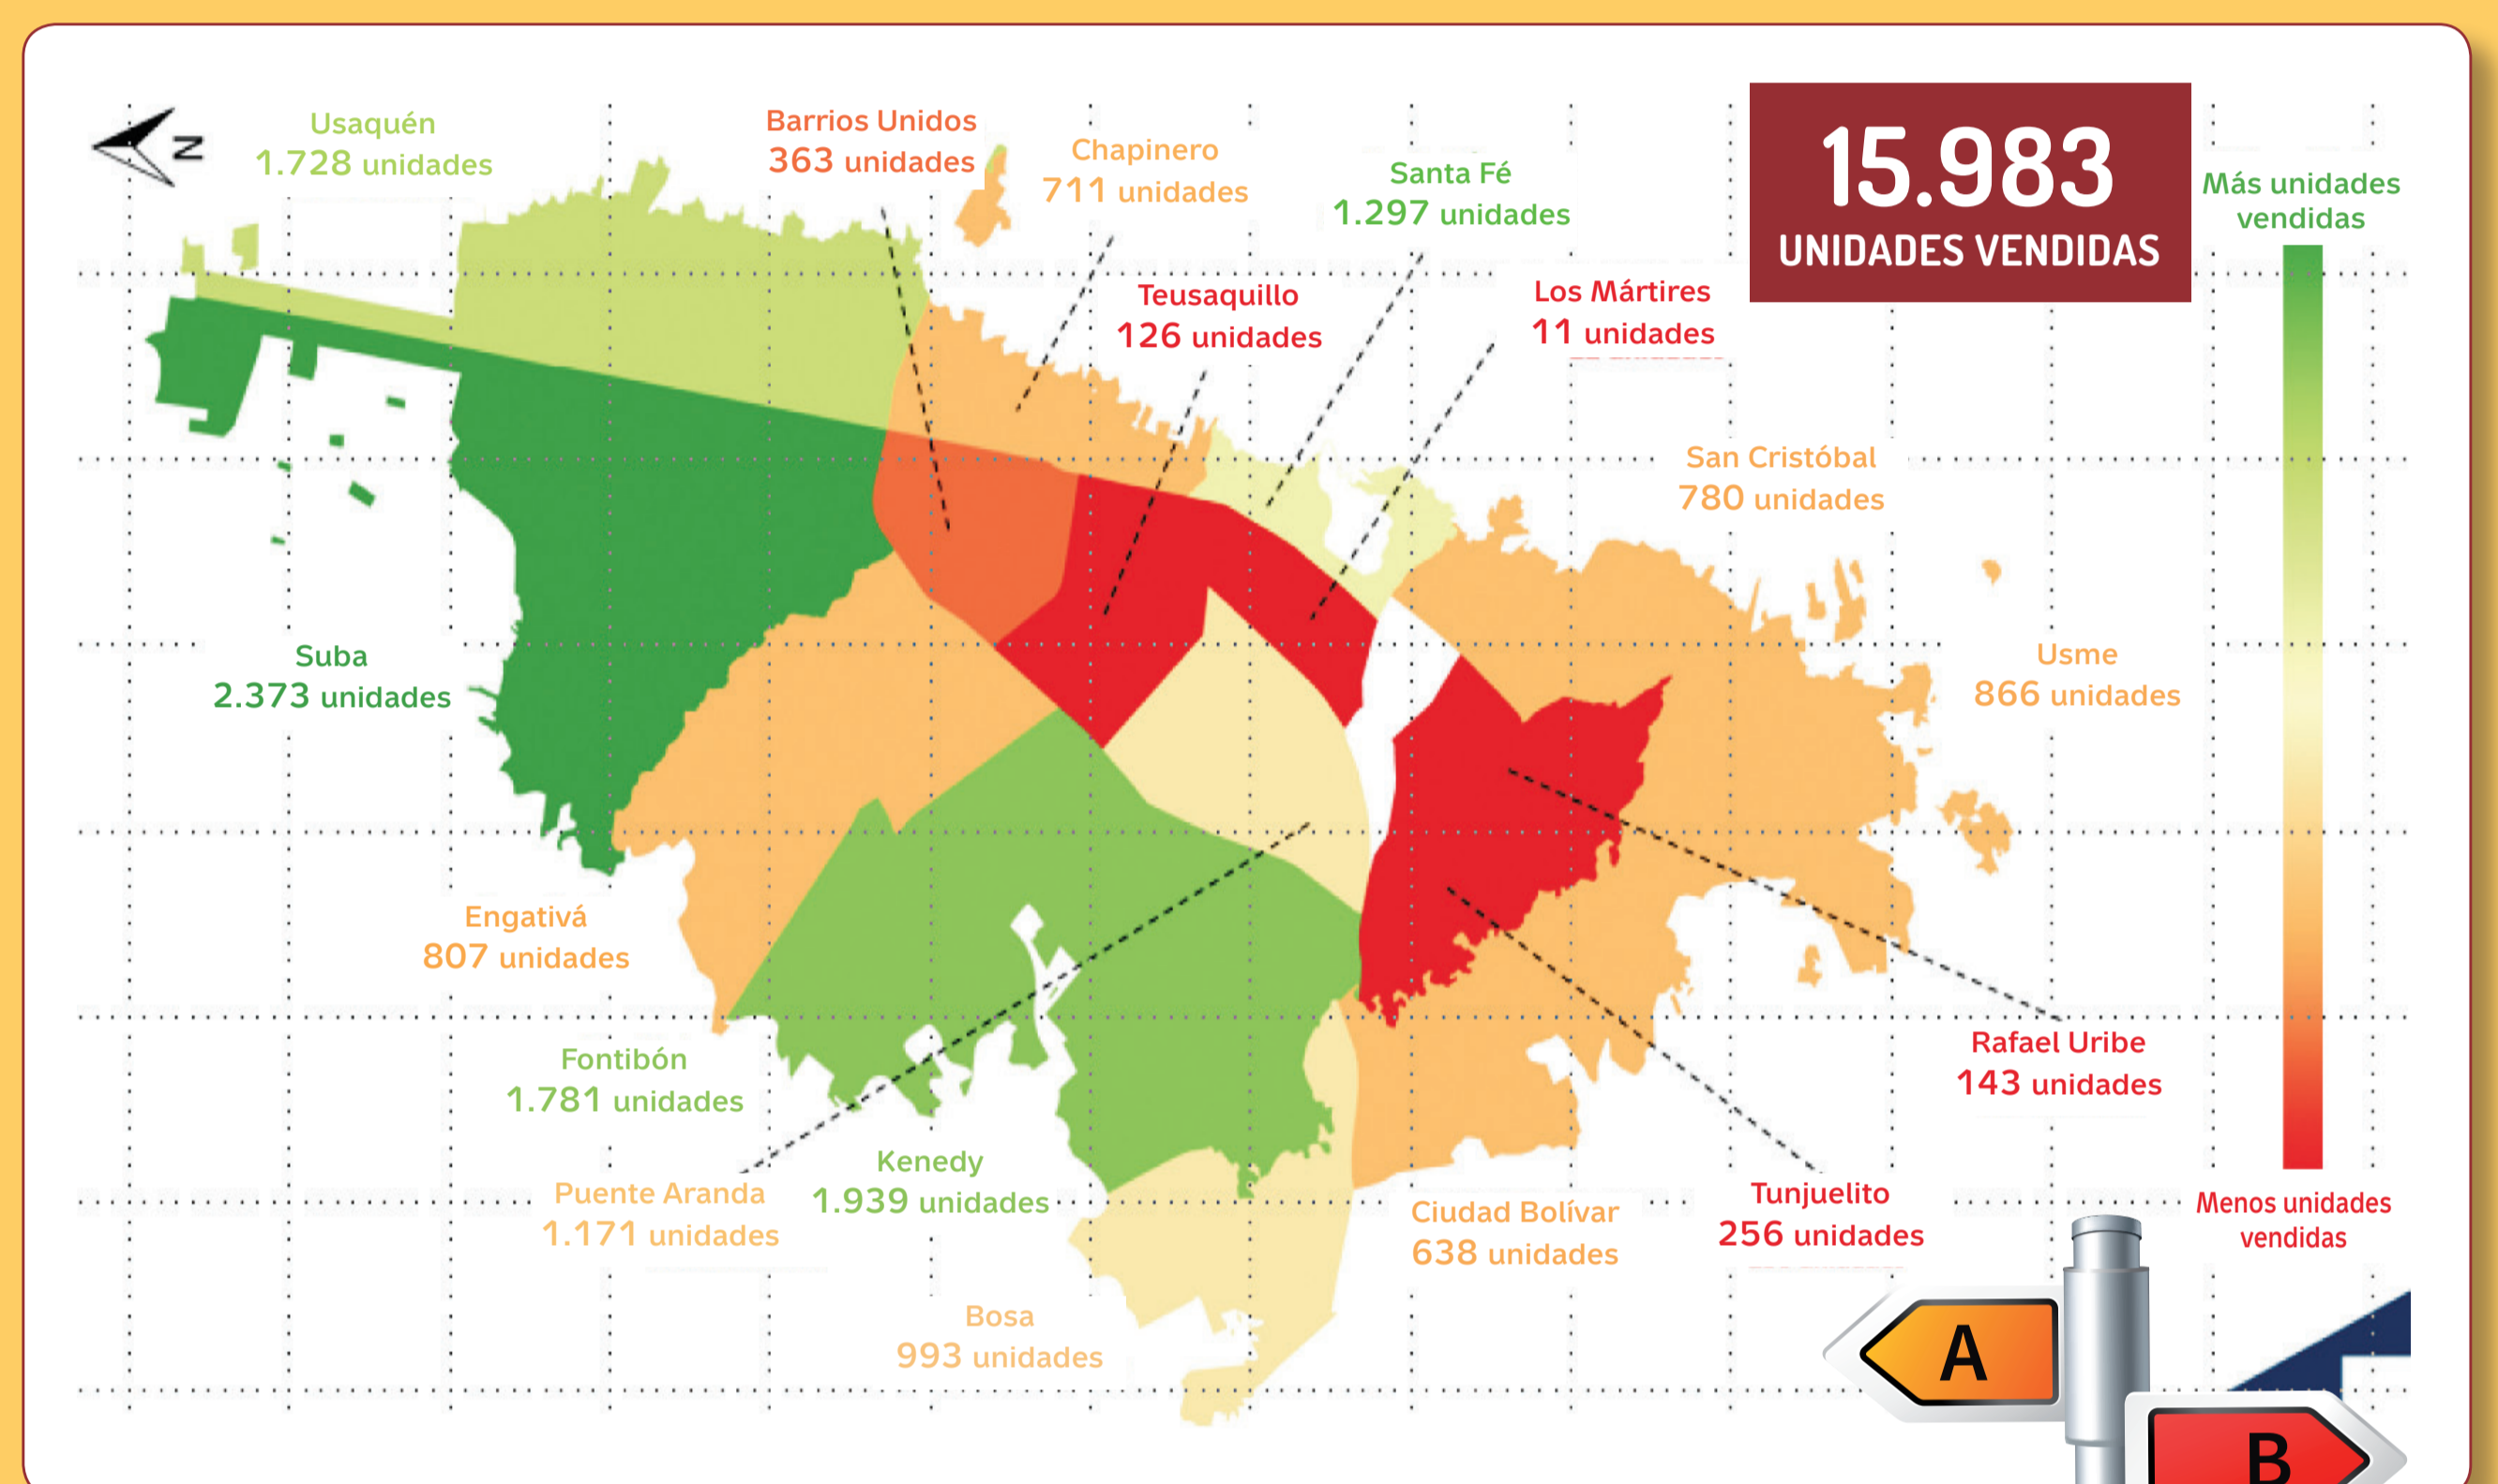 Usaquén
1.728 unidades
Barrios Unidos
363 unidades
Chapinero
711 unidades
Santa Fé
1.297 unidades
15.983
UNIDADES VENDIDAS
Más unidades
vendidas
Teusaquillo
126 unidades
Los Mártires
11 unidades
San Cristóbal
780 unidades
Suba
2.373 unidades
Usme
866 unidades
Engativá
807 unidades
Fontibón
1.781 unidades
Rafael Uribe
143 unidades
Puente Aranda
1.171 unidades
Kenedy
1.939 unidades
Ciudad Bolívar
638 unidades
Tunjuelito
256 unidades
Menos unidades
vendidas
Bosa
993 unidades
N
A
B